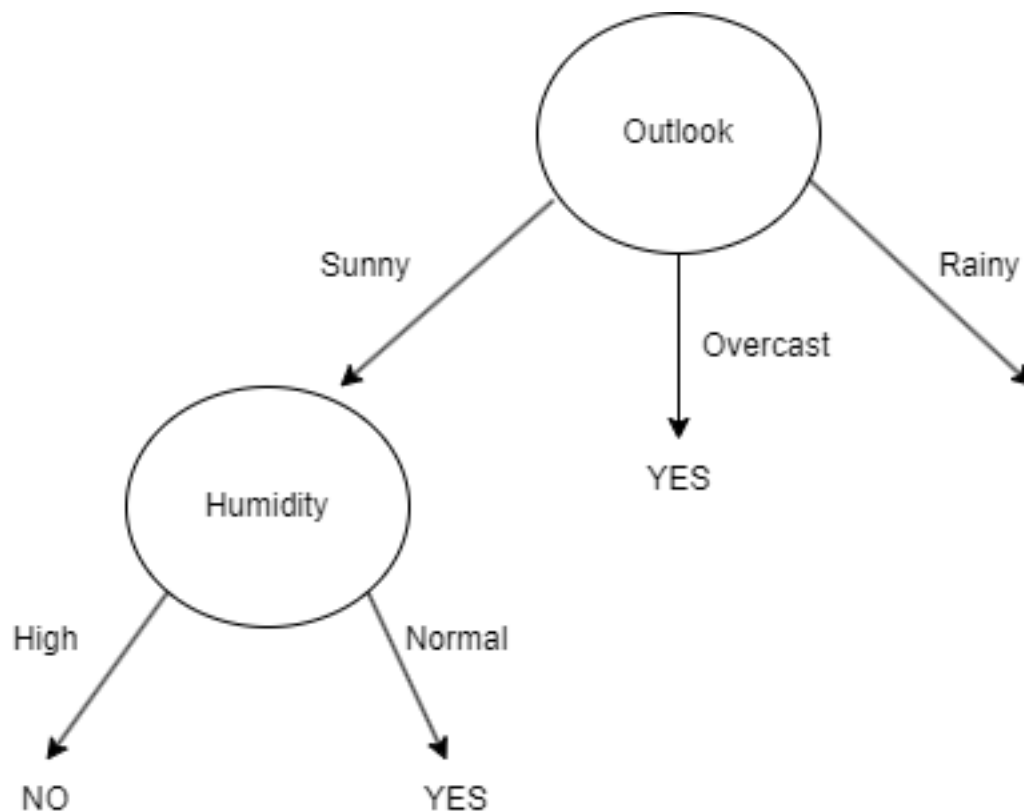 Outlook
Sunny
Rainy
Overcast
YES
Humidity
High
Normal
NO
YES